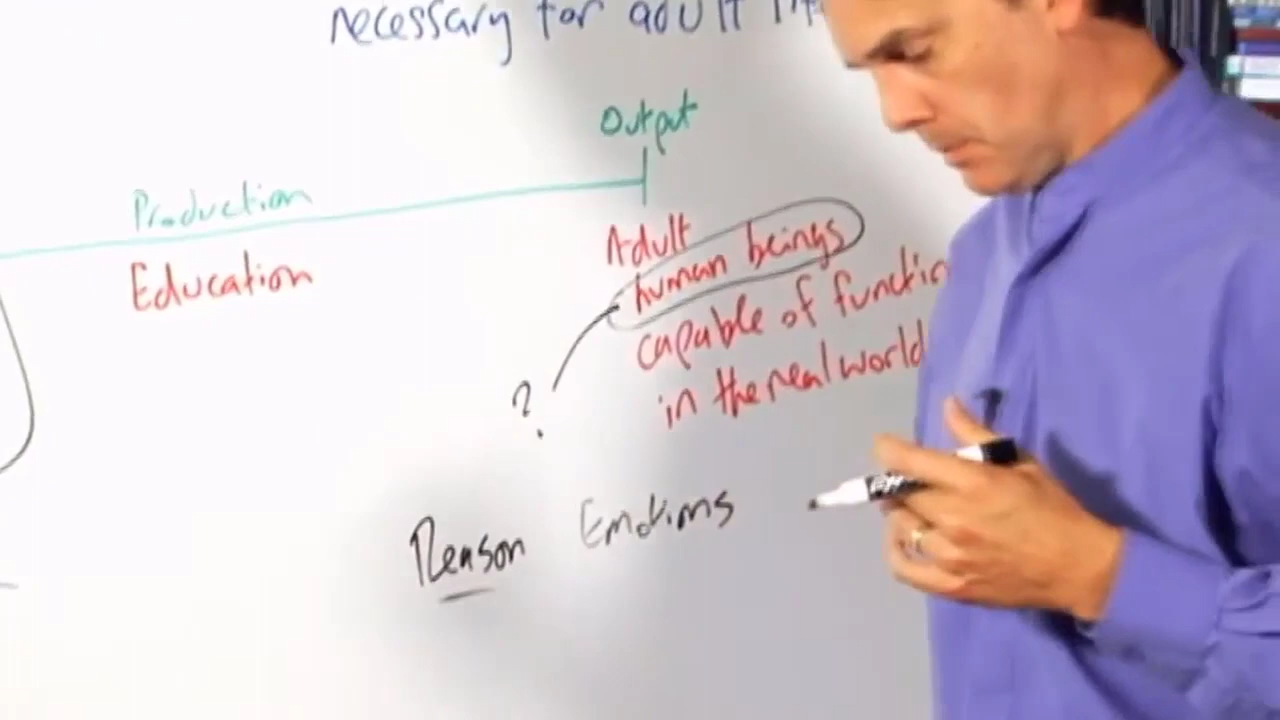 necessary for adult
Output
Production
Education
Adult
human beings
capable of functio
in the real world
?
Reason Emotions